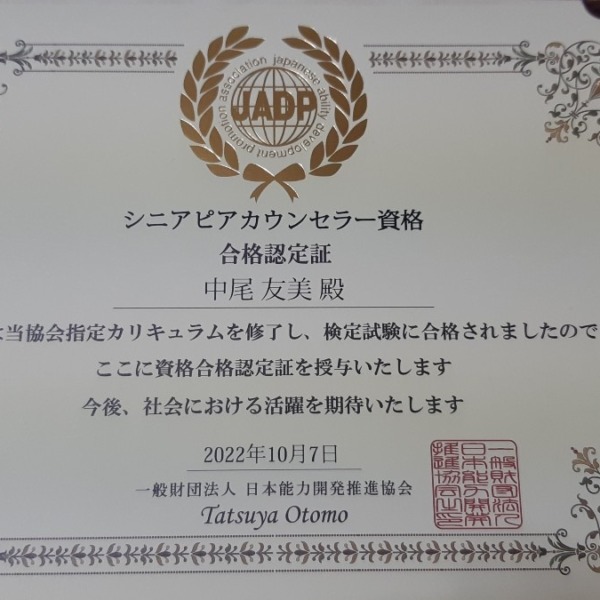 japanese ability development promotion association
JADP
シニアピアカウンセラー資格
合格認定証
中尾 友美 殿
当協会指定カリキュラムを修了し、検定試験に合格されましたので
ここに資格合格認定証を授与いたします
今後、社会における活躍を期待いたします
2022年10月7日
一般財団法人 日本能力開発推進協会
Tatsuya Otomo